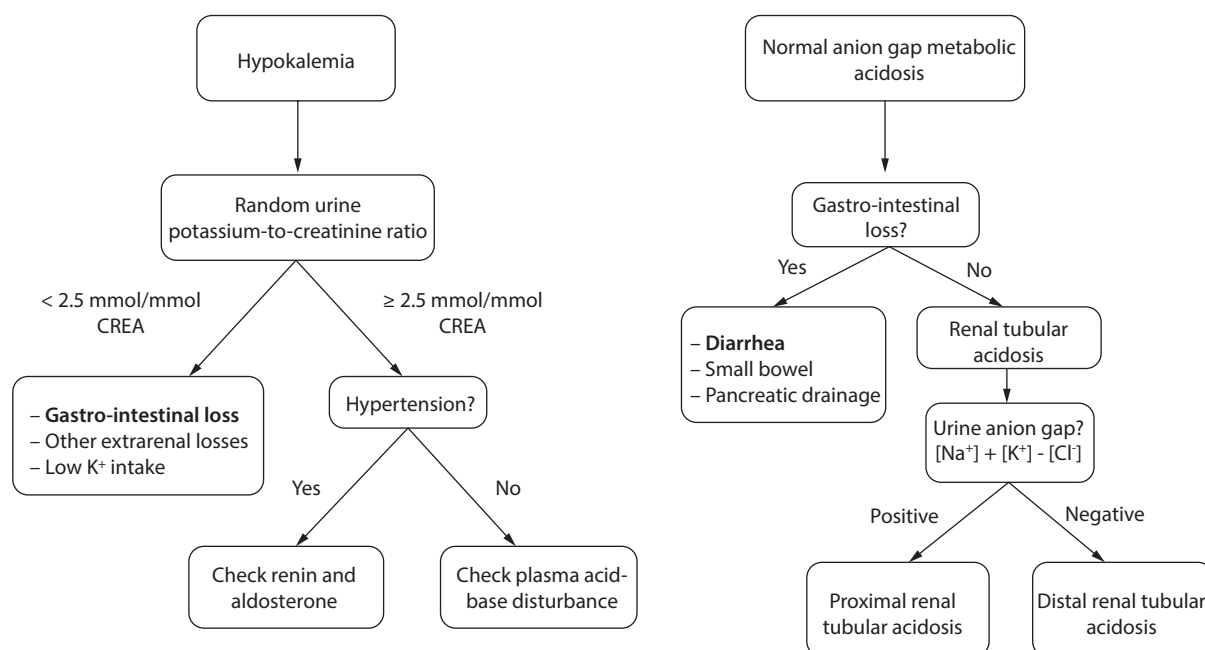 Hypokalemia
Random urine
potassium-to-creatinine ratio
< 2.5 mmol/mmol
CREA
≥ 2.5 mmol/mmol
CREA
– Gastro-intestinal loss
– Other extrarenal losses
– Low K⁺ intake
Hypertension?
Yes
No
Check renin and
aldosterone
Check plasma acid-
base disturbance
Normal anion gap metabolic
acidosis
Gastro-intestinal
loss?
Yes
No
– Diarrhea
– Small bowel
– Pancreatic drainage
Renal tubular
acidosis
Urine anion gap?
[Na⁺] + [K⁺] - [Cl⁻]
Positive
Negative
Proximal renal
tubular acidosis
Distal renal tubular
acidosis